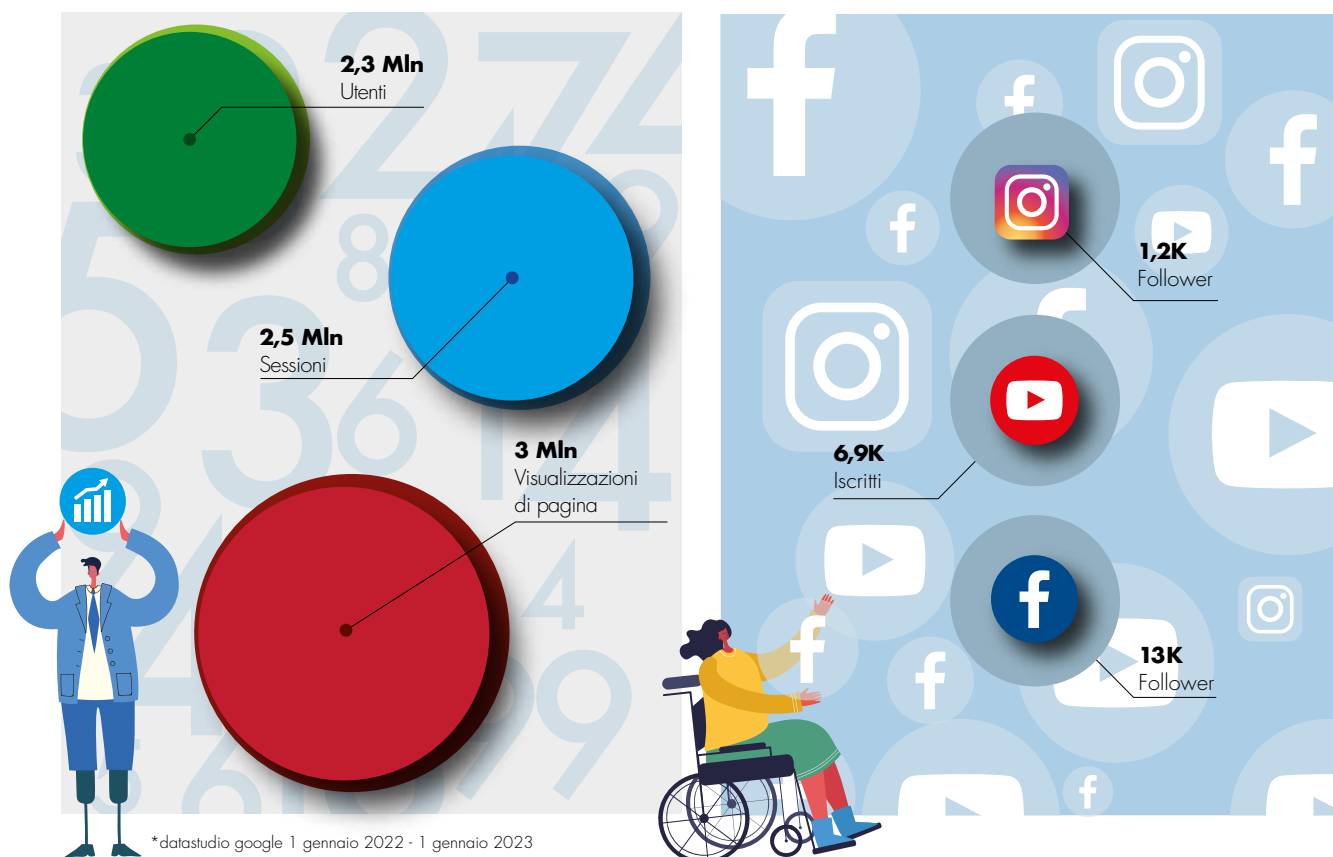 2,3 Mln
Utenti
2,5 Mln
Sessioni
3 Mln
Visualizzazioni
di pagina
*datastudio google 1 gennaio 2022 - 1 gennaio 2023
1,2K
Follower
6,9K
Iscritti
13K
Follower